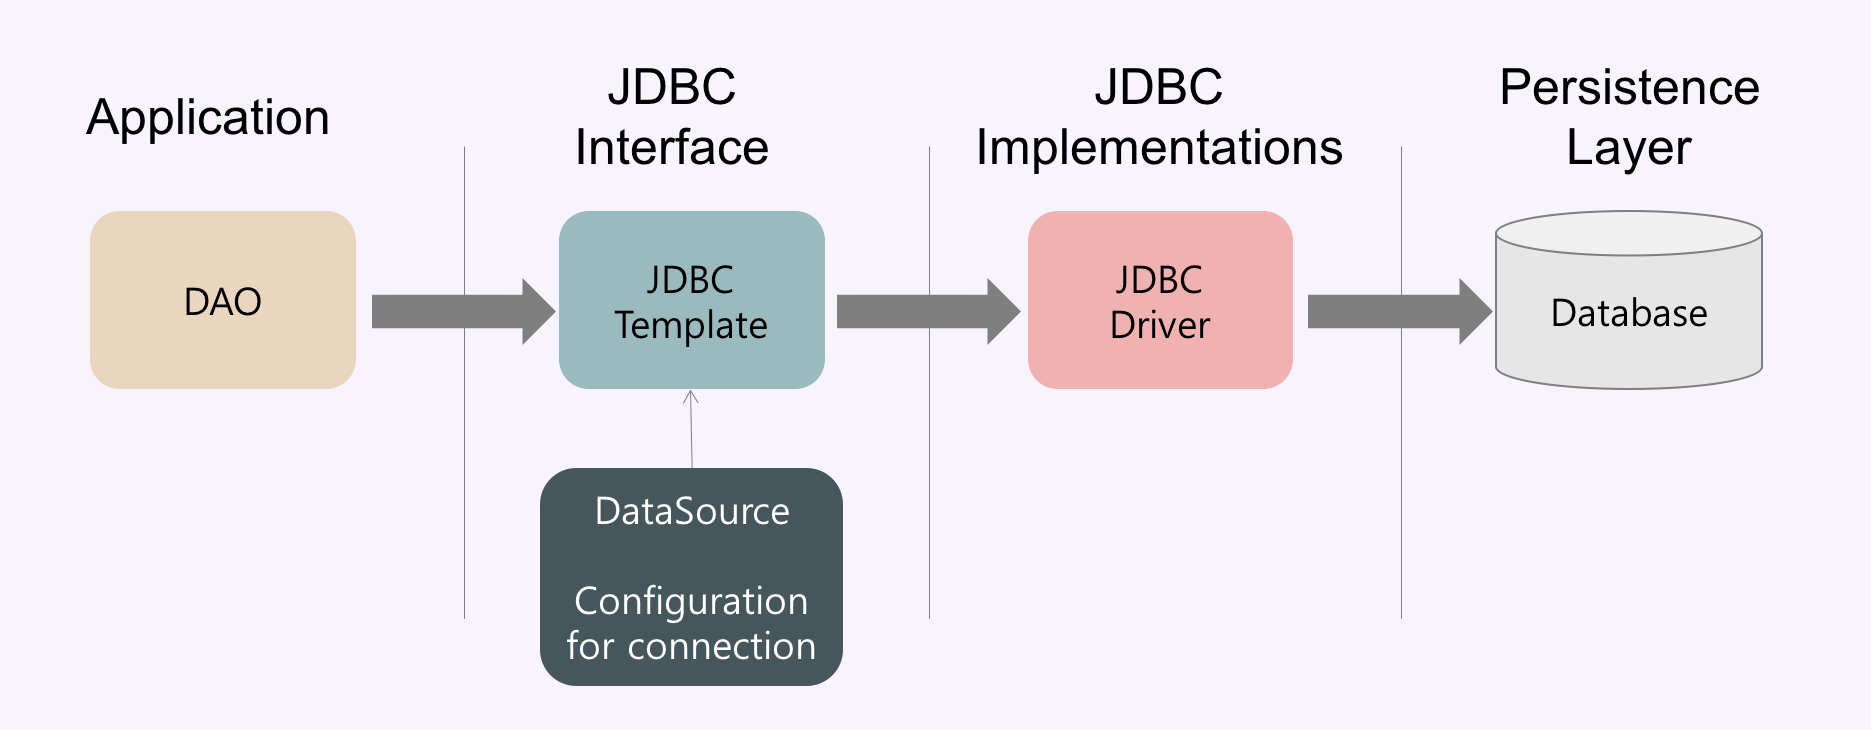 Application
JDBC
Interface
JDBC
Implementations
Persistence
Layer
DAO
JDBC
Template
JDBC
Driver
Database
DataSource
Configuration
for connection